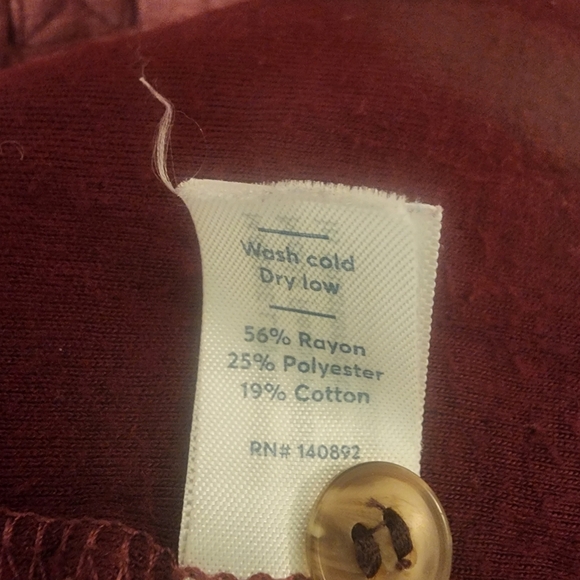 Wash cold
Dry low
56% Rayon
25% Polyester
19% Cotton
RN# 140892